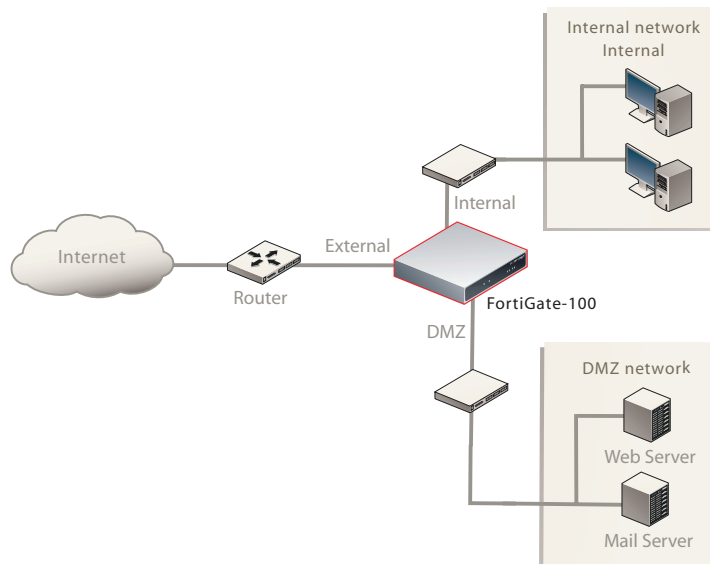 Internal network
Internal
Internal
Internet
External
Router
FortiGate-100
DMZ
DMZ network
Web Server
Mail Server